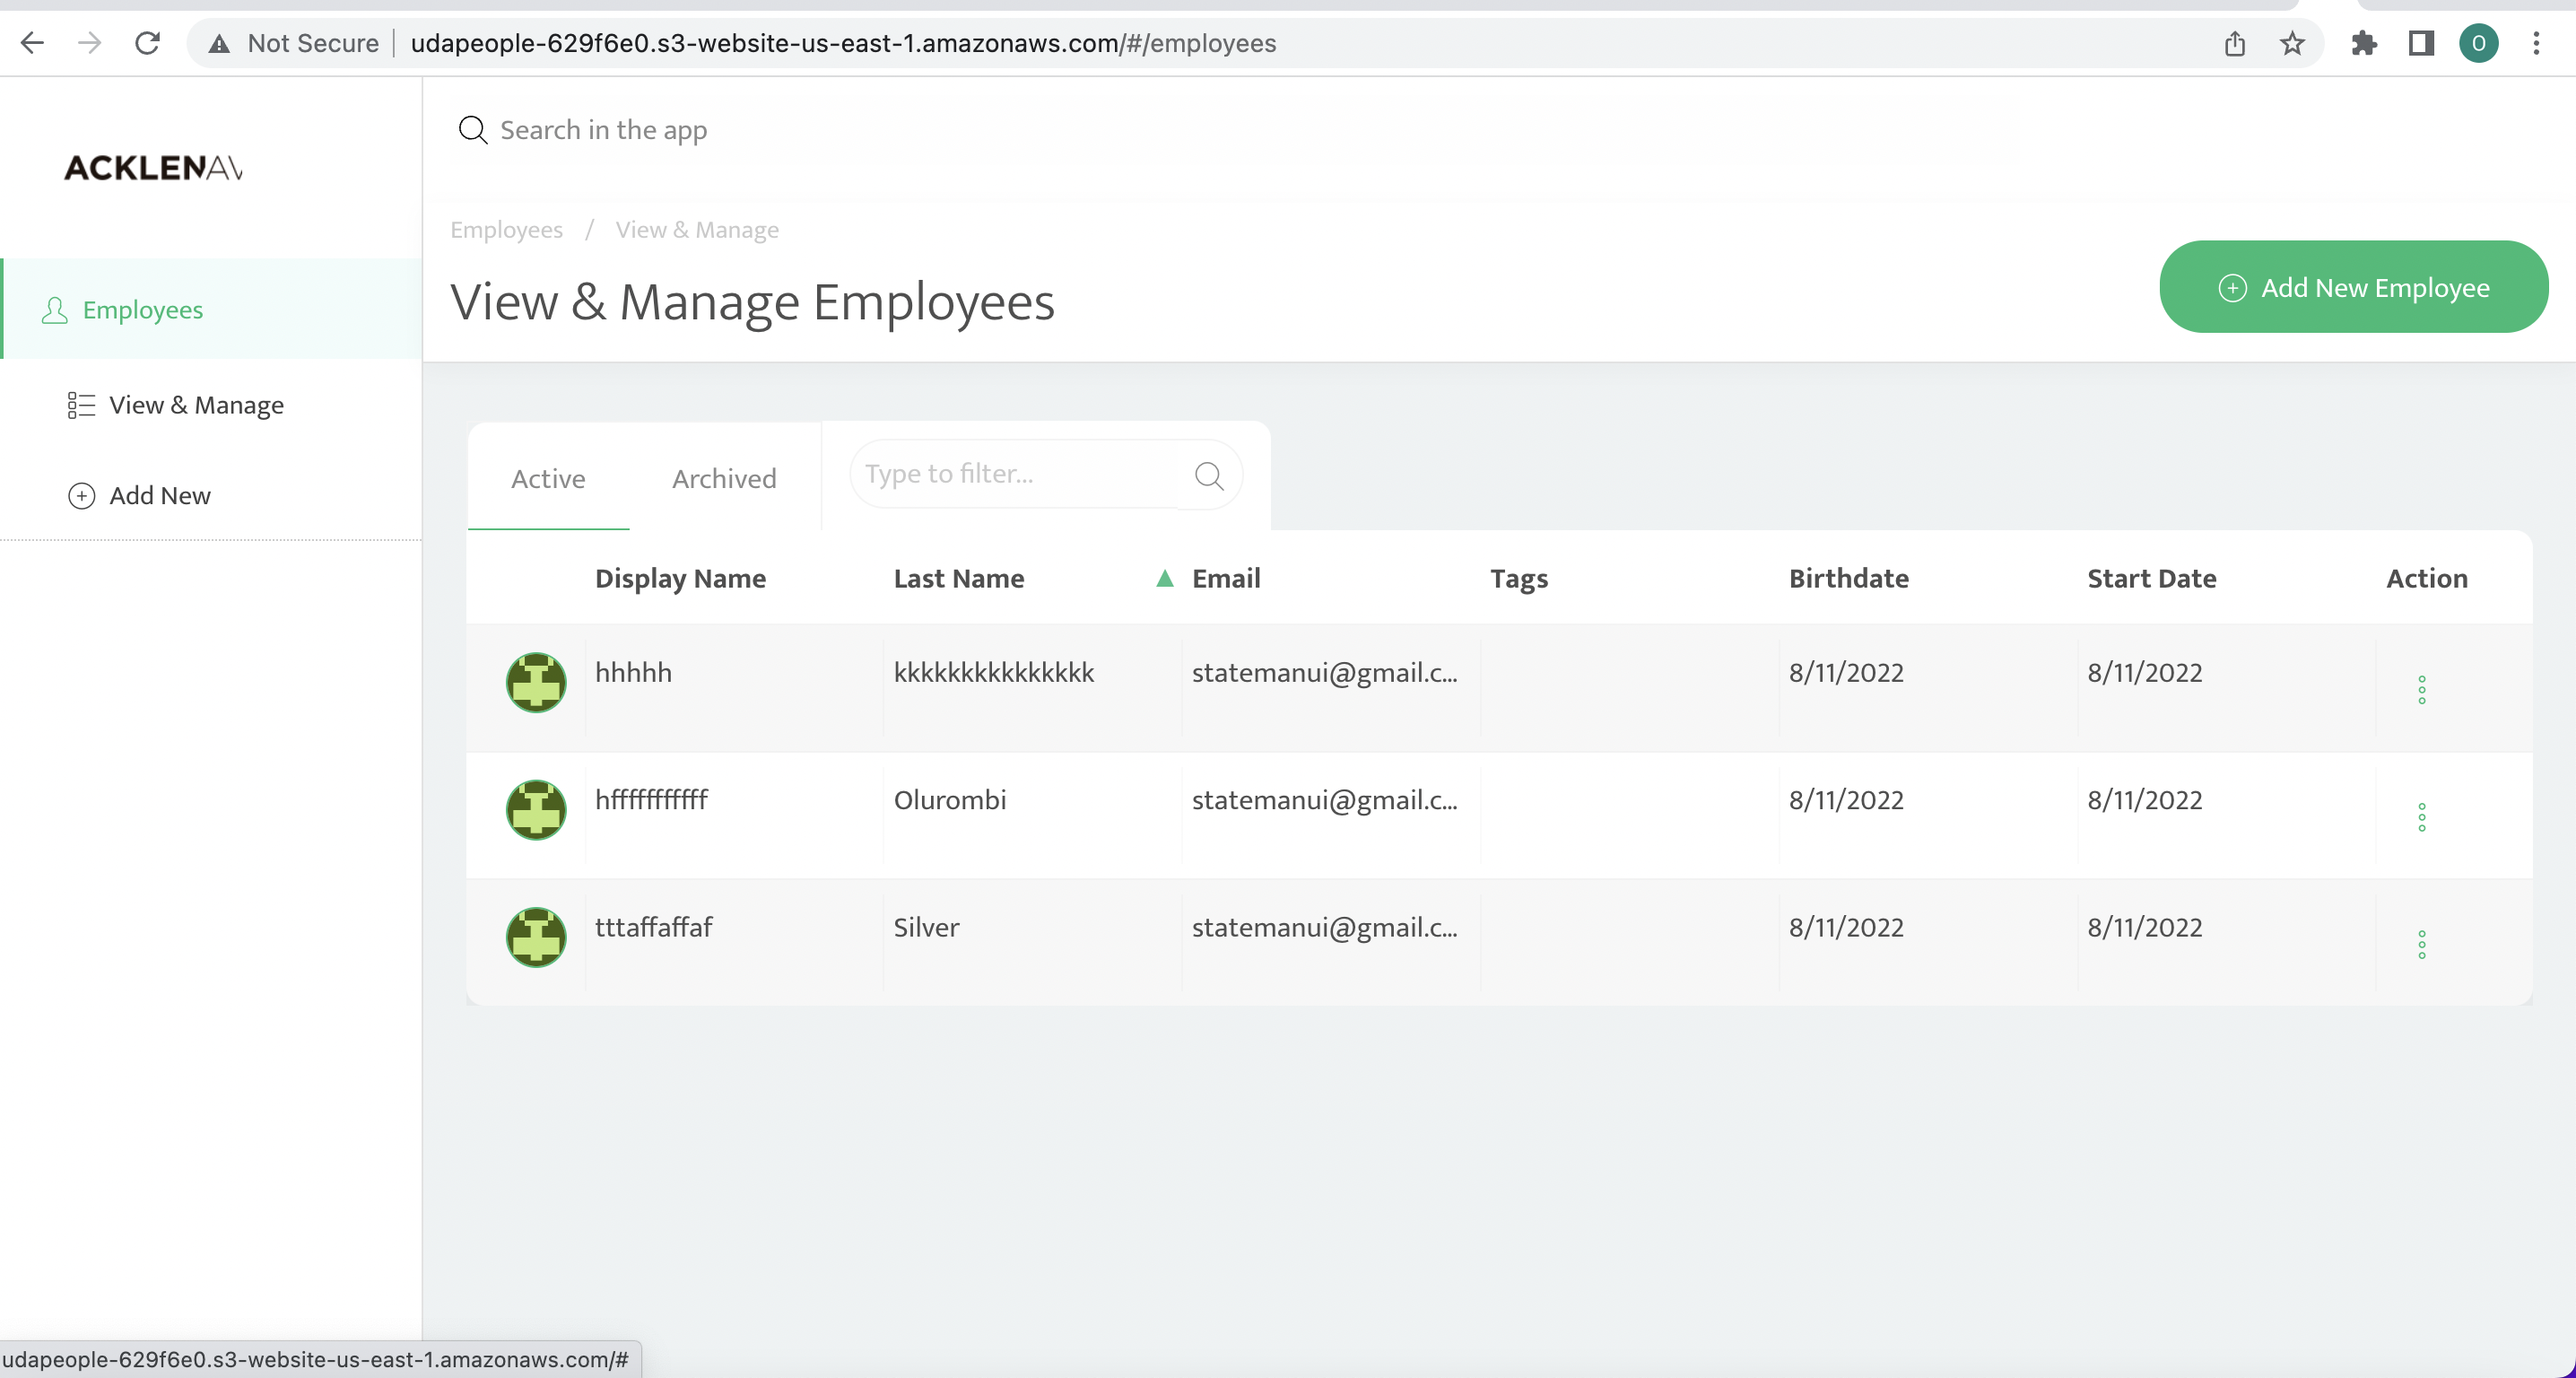 Not Secure | udapeople-629f6e0.s3-website-us-east-1.amazonaws.com/#/employees
O
ACKLENAV
Search in the app
Employees / View & Manage
View & Manage Employees
Add New Employee
Employees
View & Manage
Add New
Active Archived Type to filter...
Display Name Last Name Email Tags Birthdate Start Date Action
hhhhh kkkkkkkkkkkkkkk statemanui@gmail.c... 8/11/2022 8/11/2022
hfffffffffff Olurombi statemanui@gmail.c... 8/11/2022 8/11/2022
tttaffaffaf Silver statemanui@gmail.c... 8/11/2022 8/11/2022
udapeople-629f6e0.s3-website-us-east-1.amazonaws.com/#